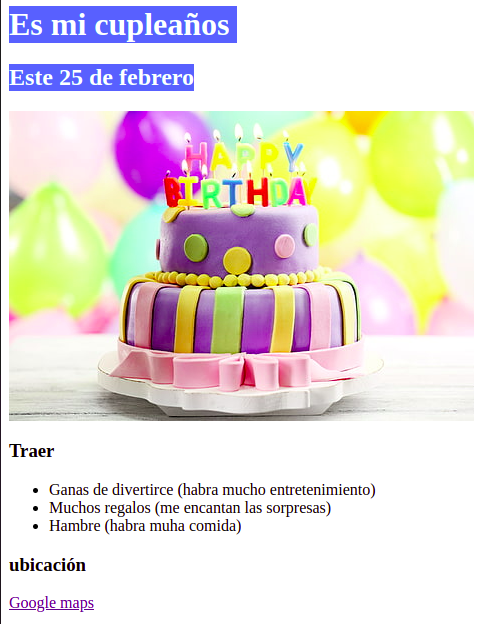 Es mi cupleaños
Este 25 de febrero
HAPPY
BIRTHDAY
Traer
Ganas de divertirce (habra mucho entretenimiento)
Muchos regalos (me encantan las sorpresas)
Hambre (habra muha comida)
ubicación
Google maps